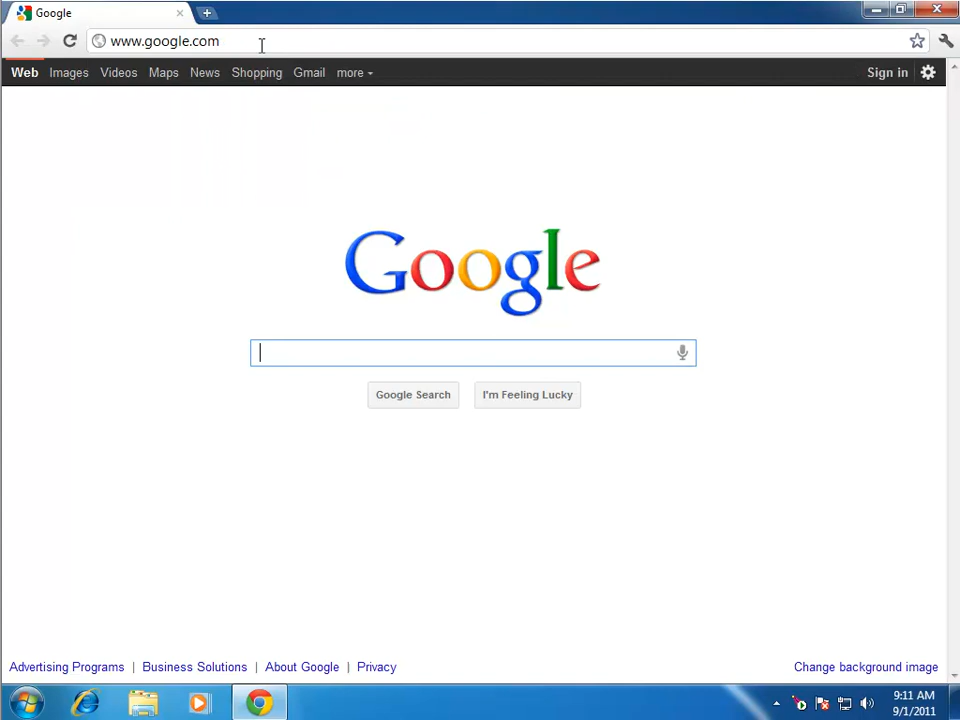 Google
www.google.com
Web Images Videos Maps News Shopping Gmail more Sign in
Google
Google Search I'm Feeling Lucky
Advertising Programs | Business Solutions | About Google | Privacy Change background image
9:11 AM
9/1/2011